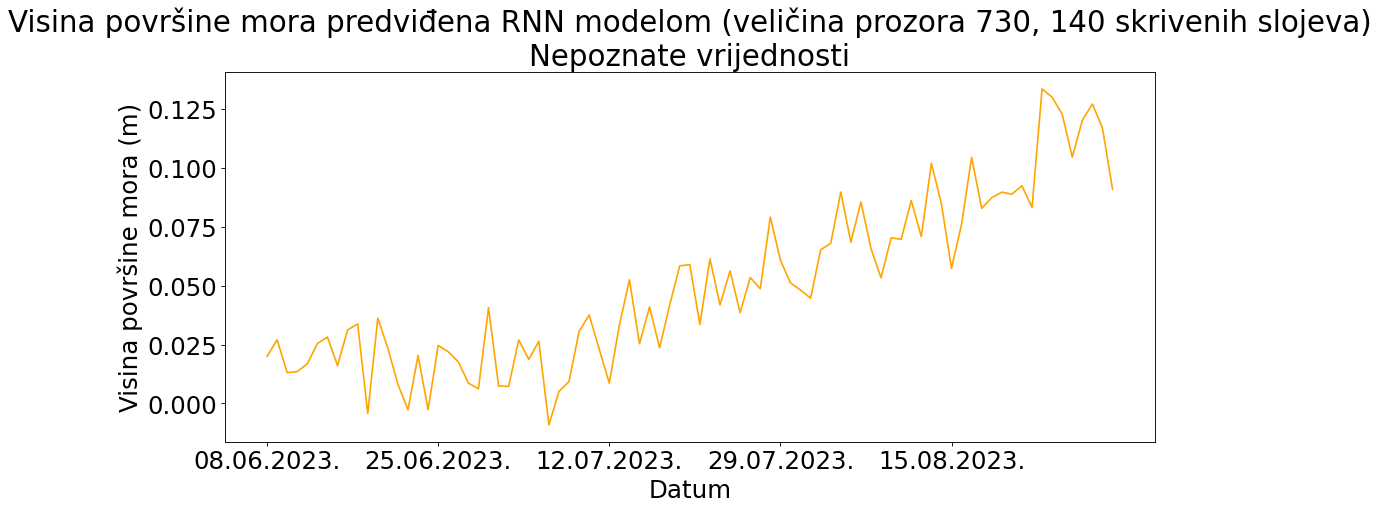 Visina površine mora predviđena RNN modelom (veličina prozora 730, 140 skrivenih slojeva)
Nepoznate vrijednosti
Visina površine mora (m)
0.125
0.100
0.075
0.050
0.025
0.000
08.06.2023. 25.06.2023. 12.07.2023. 29.07.2023. 15.08.2023.
Datum